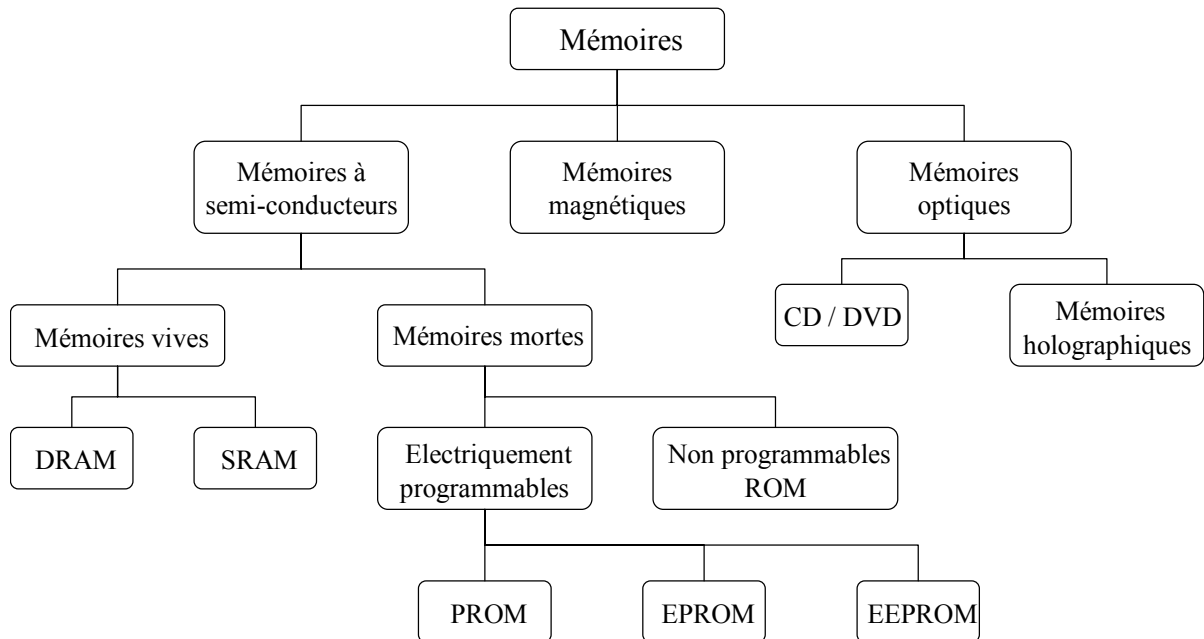 Mémoires
Mémoires à
semi-conducteurs
Mémoires
magnétiques
Mémoires
optiques
Mémoires vives
Mémoires mortes
CD / DVD
Mémoires
holographiques
DRAM
SRAM
Electriquement
programmables
Non programmables
ROM
PROM
EPROM
EEPROM